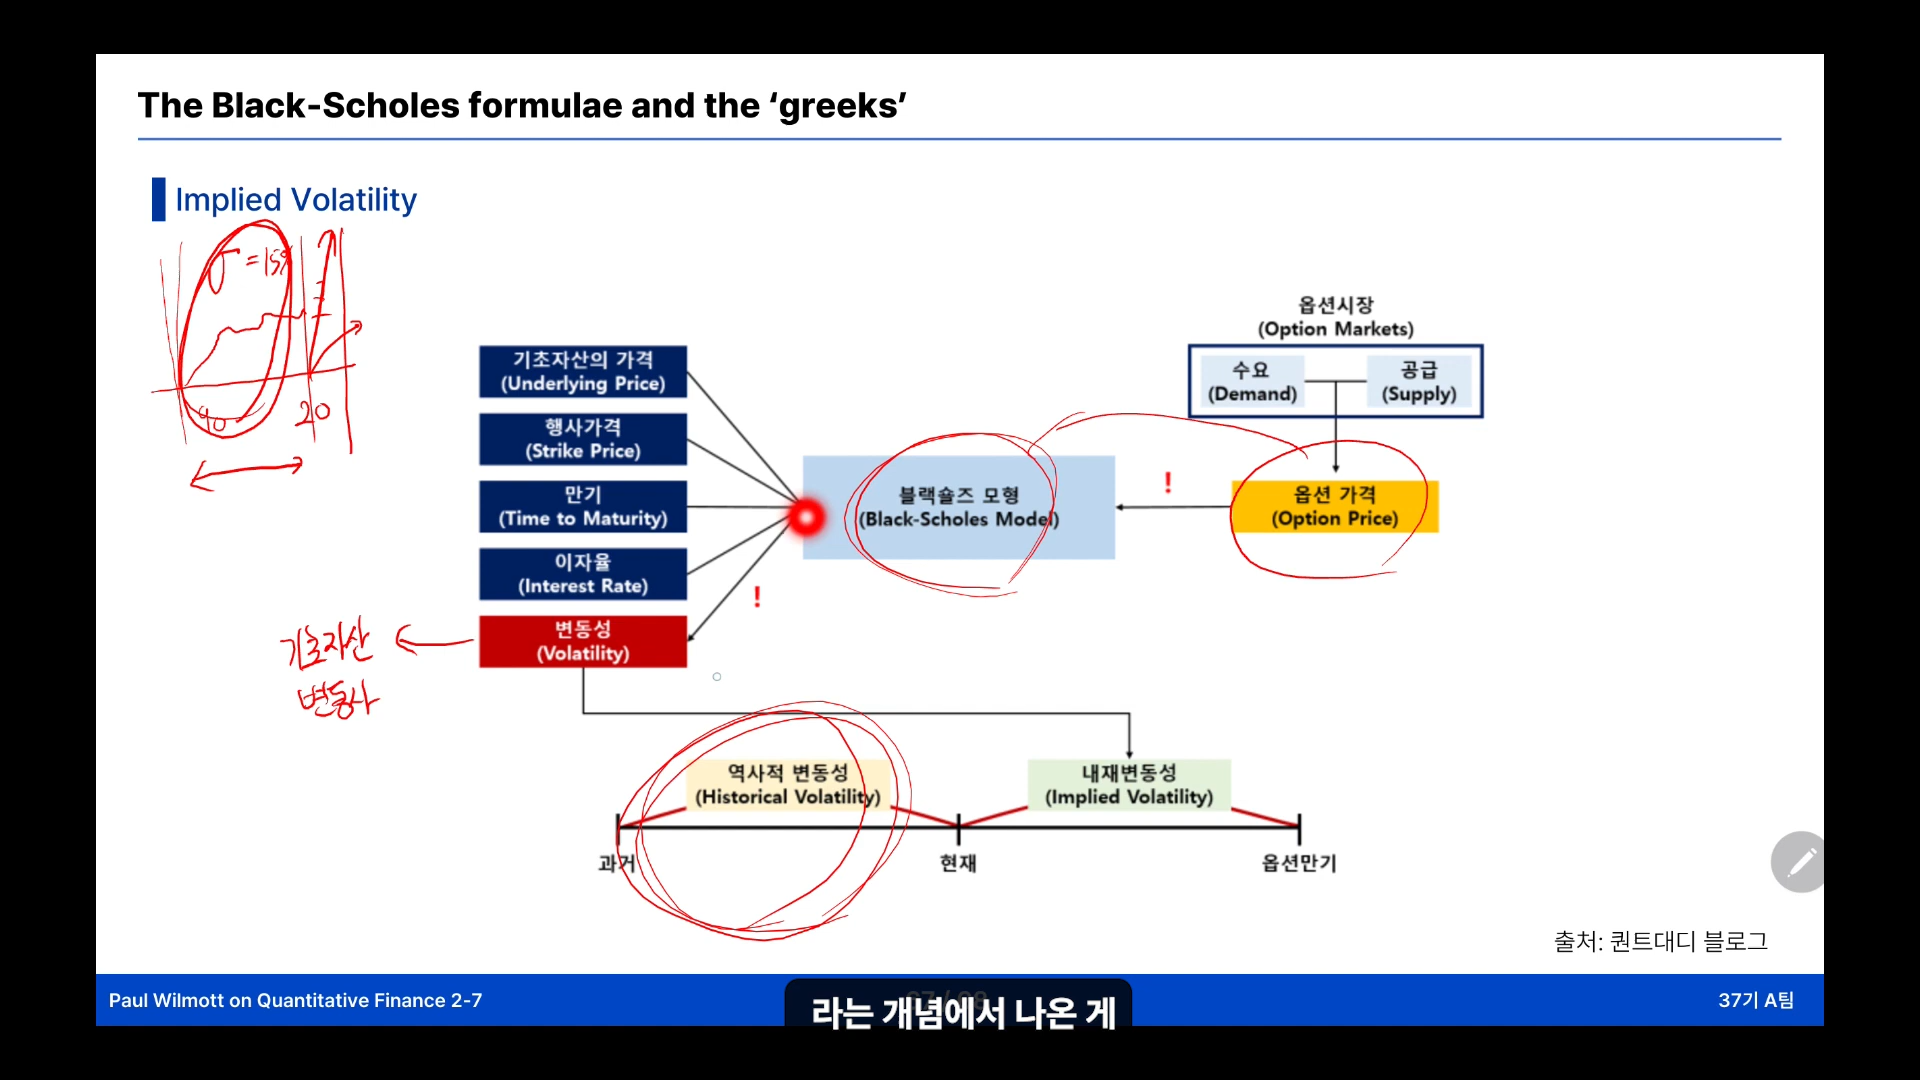 The Black-Scholes formulae and the ‘greeks’
Implied Volatility
σ = 15%
90
20
옵션시장
(Option Markets)
수요
(Demand)
공급
(Supply)
기초자산의 가격
(Underlying Price)
행사가격
(Strike Price)
만기
(Time to Maturity)
이자율
(Interest Rate)
변동성
(Volatility)
블랙숄즈 모형
(Black-Scholes Model)
!
옵션 가격
(Option Price)
!
기초자산
역사적 변동성
(Historical Volatility)
내재변동성
(Implied Volatility)
과거
현재
옵션만기
출처: 퀀트대디 블로그
Paul Wilmott on Quantitative Finance 2-7
라는 개념에서 나온 게
37기 A팀